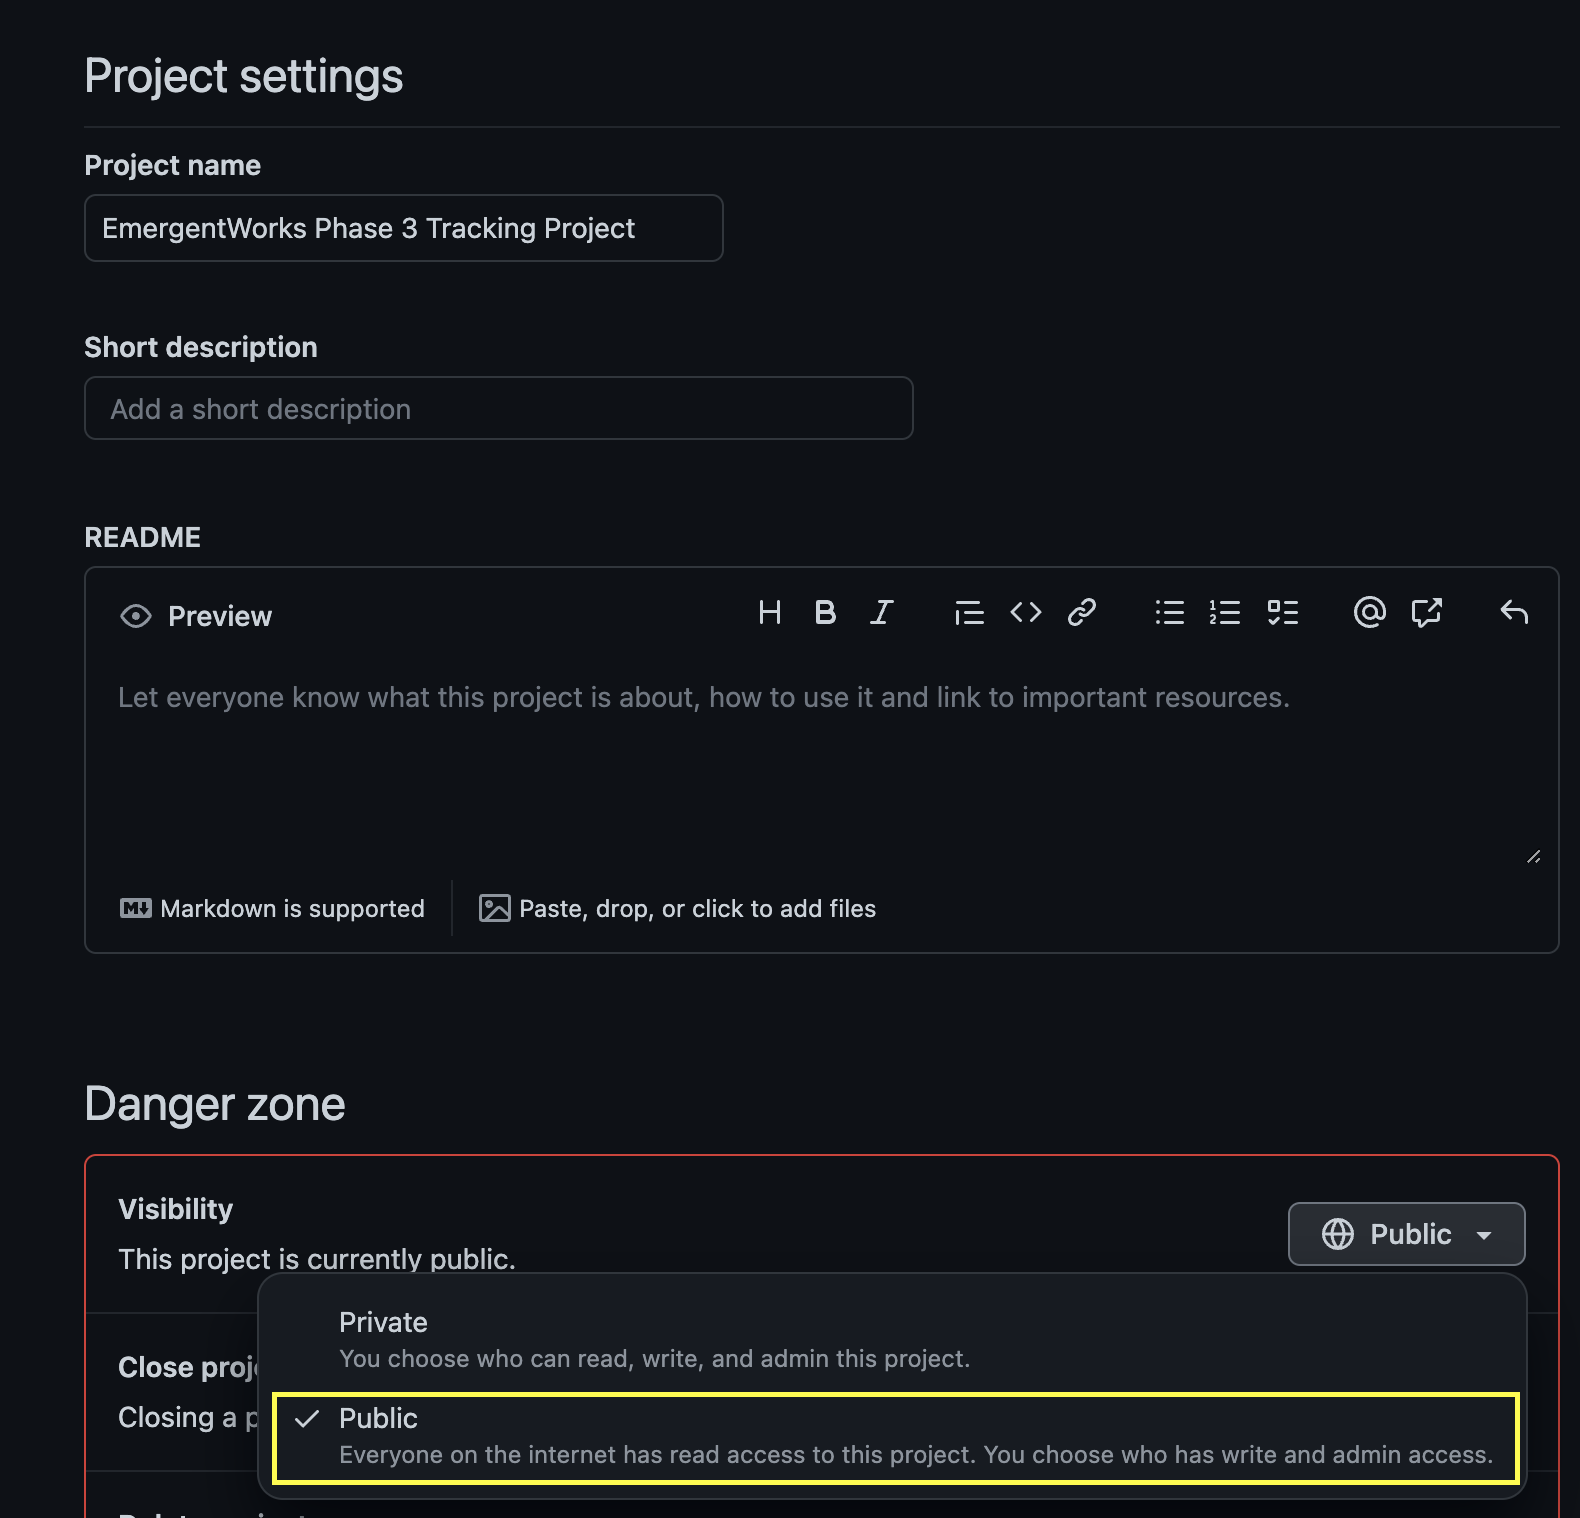 Project settings
Project name
EmergentWorks Phase 3 Tracking Project
Short description
Add a short description
README
Preview
Let everyone know what this project is about, how to use it and link to important resources.
Markdown is supported
Paste, drop, or click to add files
Danger zone
Visibility
This project is currently public.
Public
Private
You choose who can read, write, and admin this project.
Close proj
Closing a p
Public
Everyone on the internet has read access to this project. You choose who has write and admin access.